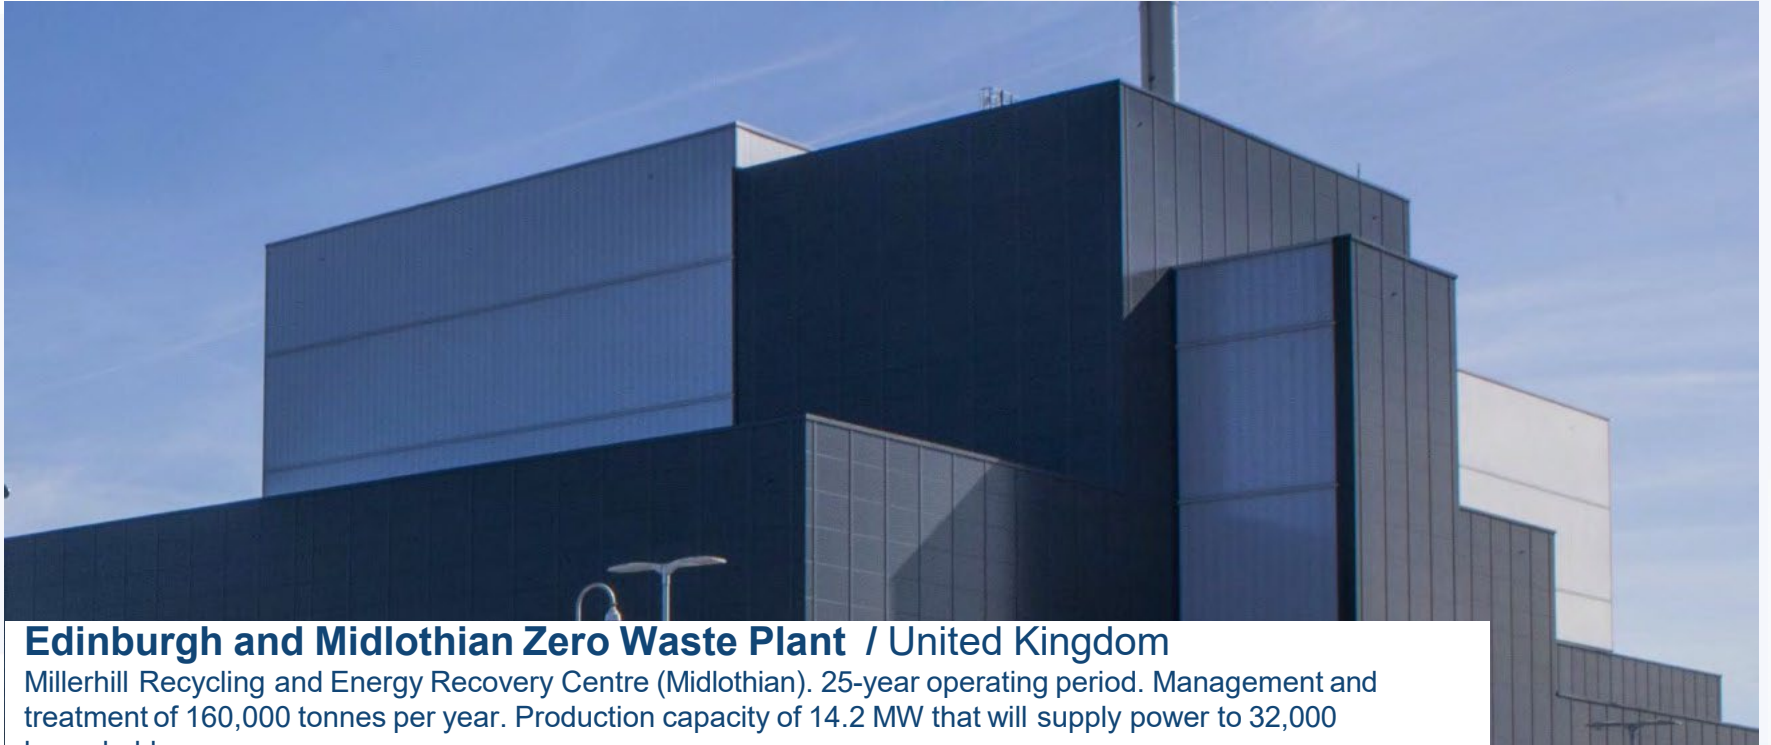 Edinburgh and Midlothian Zero Waste Plant / United Kingdom
Millerhill Recycling and Energy Recovery Centre (Midlothian). 25-year operating period. Management and
treatment of 160,000 tonnes per year. Production capacity of 14.2 MW that will supply power to 32,000